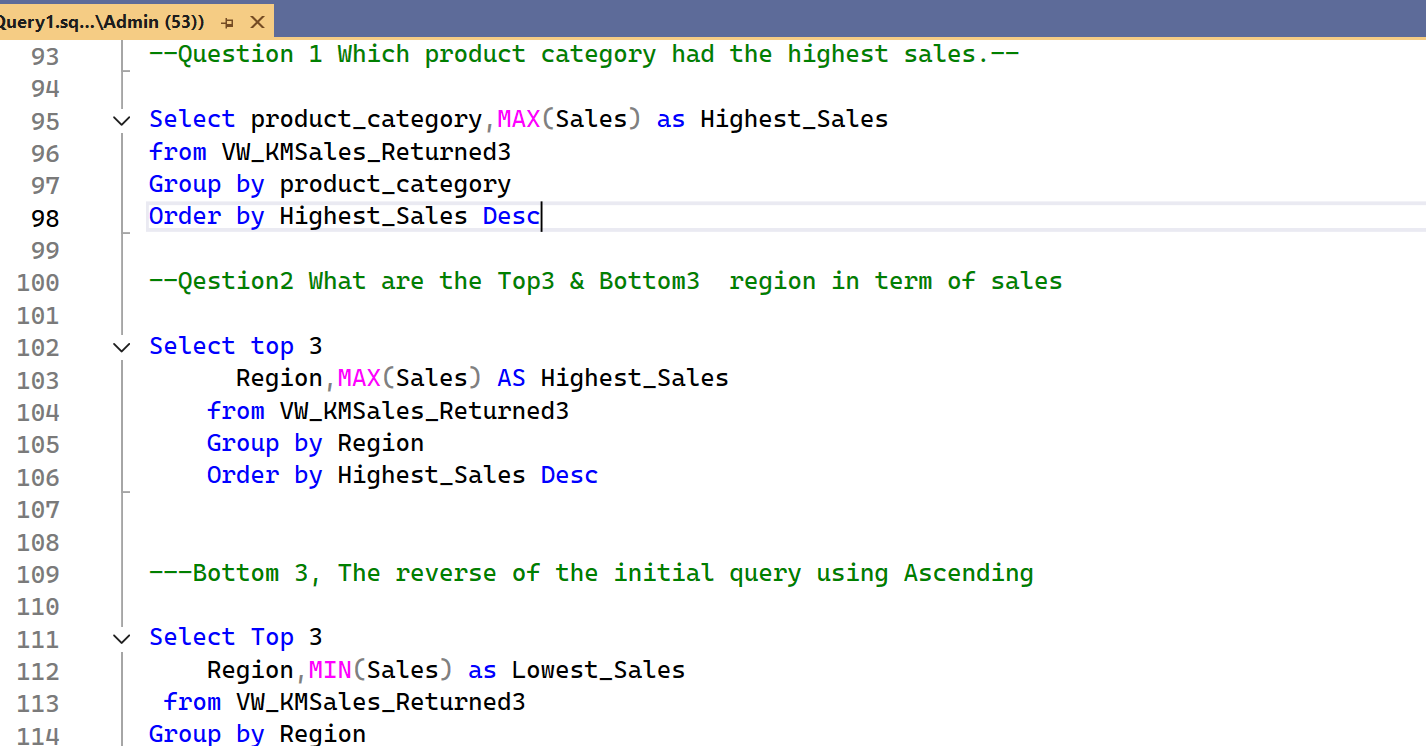 Query1.sq...\Admin (53))
93 --Question 1 Which product category had the highest sales.--
94
95 Select product_category,MAX(Sales) as Highest_Sales
96 from VW_KMSales_Returned3
97 Group by product_category
98 Order by Highest_Sales Desc
99
100 --Qestion2 What are the Top3 & Bottom3  region in term of sales
101
102 Select top 3
103 Region,MAX(Sales) AS Highest_Sales
104 from VW_KMSales_Returned3
105 Group by Region
106 Order by Highest_Sales Desc
107
108
109 ---Bottom 3, The reverse of the initial query using Ascending
110
111 Select Top 3
112 Region,MIN(Sales) as Lowest_Sales
113 from VW_KMSales_Returned3
114 Group by Region